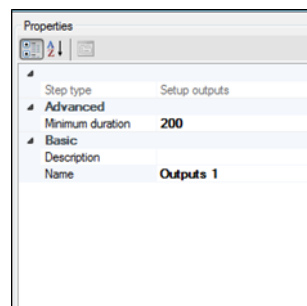 Properties
Step type Setup outputs
Advanced
Minimum duration 200
Basic
Description
Name Outputs 1